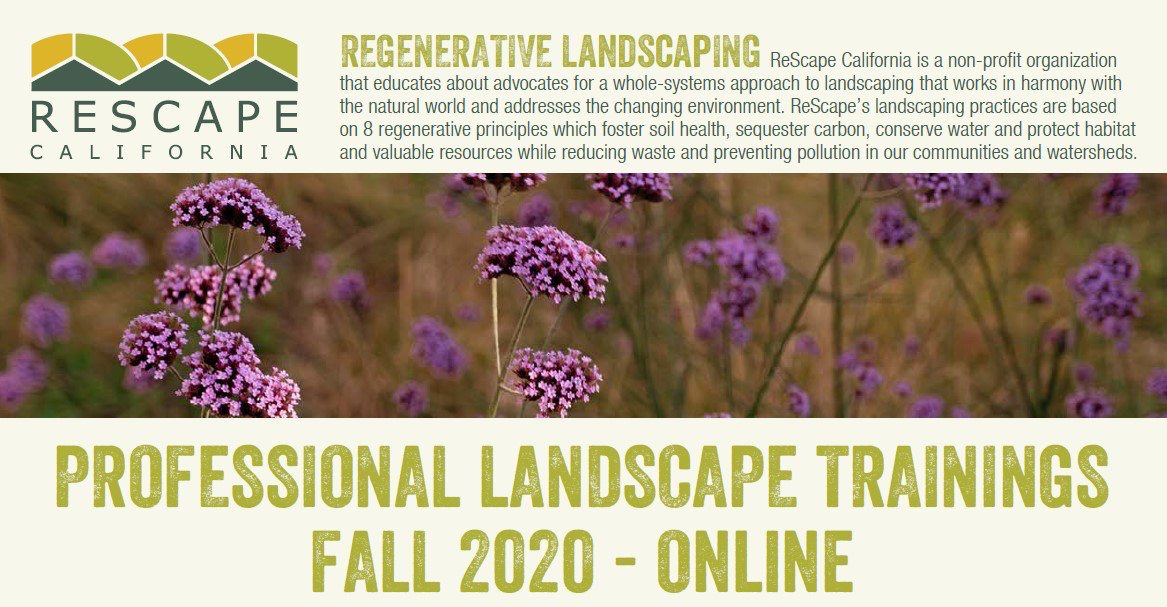 RESCAPE
CALIFORNIA
REGENERATIVE LANDSCAPING ReScape California is a non-profit organization
that educates about advocates for a whole-systems approach to landscaping that works in harmony with
the natural world and addresses the changing environment. ReScape's landscaping practices are based
on 8 regenerative principles which foster soil health, sequester carbon, conserve water and protect habitat
and valuable resources while reducing waste and preventing pollution in our communities and watersheds.
PROFESSIONAL LANDSCAPE TRAININGS
FALL 2020 - ONLINE